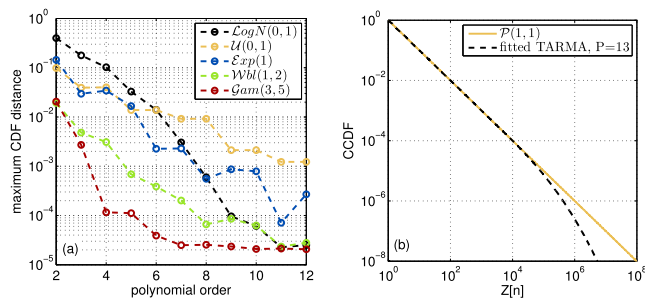 10^0
10^-1
10^-2
10^-3
10^-4
10^-5
maximum CDF distance
LogN(0,1)
U(0,1)
Exp(1)
Wbl(1,2)
Gam(3,5)
(a)
2 4 6 8 10 12
polynomial order
10^0
10^-2
10^-4
10^-6
10^-8
CCDF
P(1,1)
fitted TARMA, P=13
(b)
10^0 10^2 10^4 10^6 10^8
Z[n]